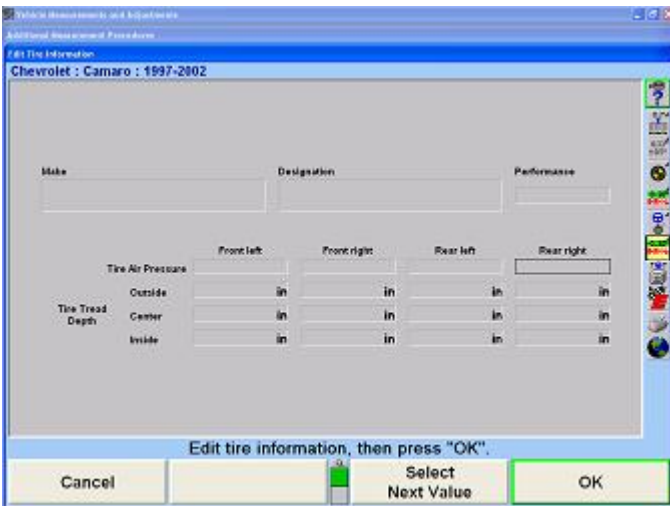 Vehicle Measurements and Adjustments
Additional Measurement Procedures
Edit Tire Information
Chevrolet : Camaro : 1997-2002
Make Designation Performance
Front left Front right Rear left Rear right
Tire Air Pressure
Outside in in in in
Tire Tread Depth
Center in in in in
Inside in in in in
Edit tire information, then press "OK".
Cancel Select Next Value OK